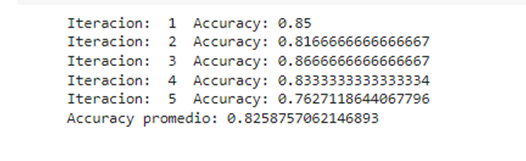 Iteracion:  1  Accuracy: 0.85
Iteracion:  2  Accuracy: 0.8166666666666667
Iteracion:  3  Accuracy: 0.8666666666666667
Iteracion:  4  Accuracy: 0.8333333333333334
Iteracion:  5  Accuracy: 0.7627118644067796
Accuracy promedio: 0.8258757062146893